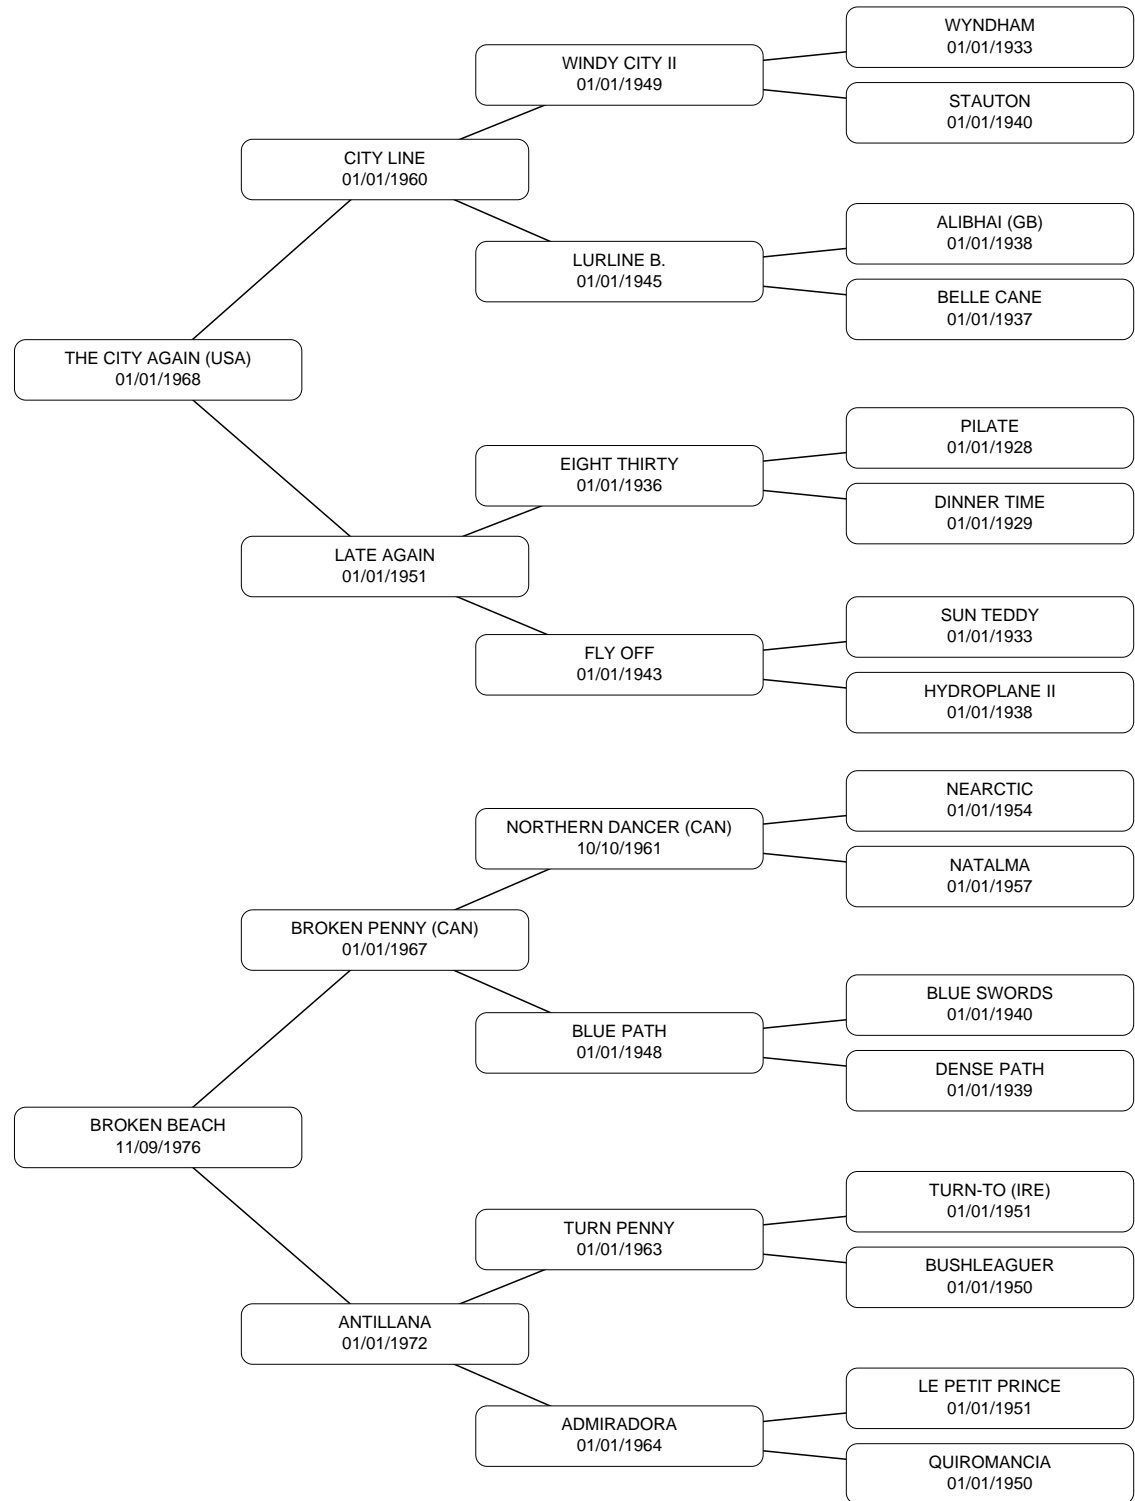 WYNDHAM
01/01/1933
WINDY CITY II
01/01/1949
STAUTON
01/01/1940
CITY LINE
01/01/1960
ALIBHAI (GB)
01/01/1938
LURLINE B.
01/01/1945
BELLE CANE
01/01/1937
THE CITY AGAIN (USA)
01/01/1968
PILATE
01/01/1928
EIGHT THIRTY
01/01/1936
DINNER TIME
01/01/1929
LATE AGAIN
01/01/1951
SUN TEDDY
01/01/1933
FLY OFF
01/01/1943
HYDROPLANE II
01/01/1938
NEARCTIC
01/01/1954
NORTHERN DANCER (CAN)
10/10/1961
NATALMA
01/01/1957
BROKEN PENNY (CAN)
01/01/1967
BLUE SWORDS
01/01/1940
BLUE PATH
01/01/1948
DENSE PATH
01/01/1939
BROKEN BEACH
11/09/1976
TURN-TO (IRE)
01/01/1951
TURN PENNY
01/01/1963
BUSHLEAGUER
01/01/1950
ANTILLANA
01/01/1972
LE PETIT PRINCE
01/01/1951
ADMIRADORA
01/01/1964
QUIROMANCIA
01/01/1950